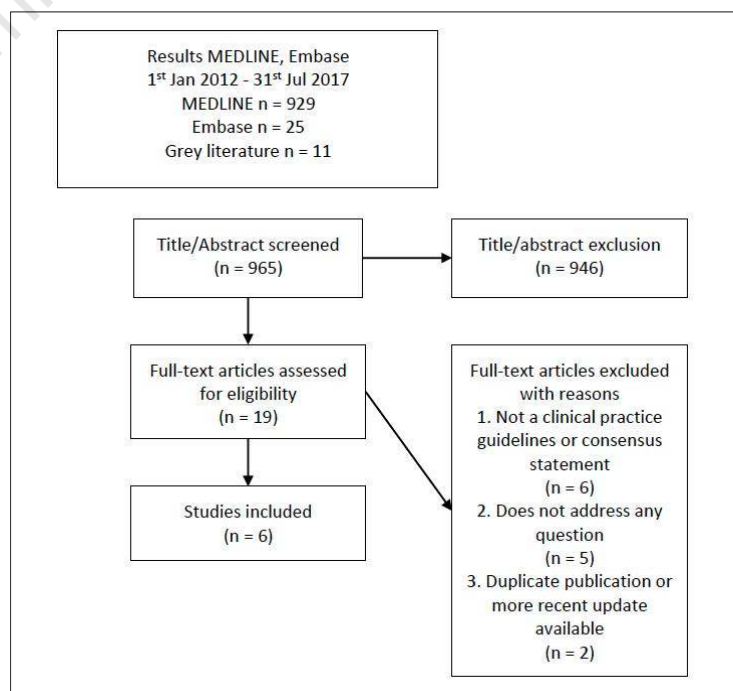 Results MEDLINE, Embase
1st Jan 2012 - 31st Jul 2017
MEDLINE n = 929
Embase n = 25
Grey literature n = 11
Title/Abstract screened
(n = 965)
Title/abstract exclusion
(n = 946)
Full-text articles assessed
for eligibility
(n = 19)
Full-text articles excluded
with reasons
1. Not a clinical practice
guidelines or consensus
statement
(n = 6)
2. Does not address any
question
(n = 5)
3. Duplicate publication or
more recent update
available
(n = 2)
Studies included
(n = 6)